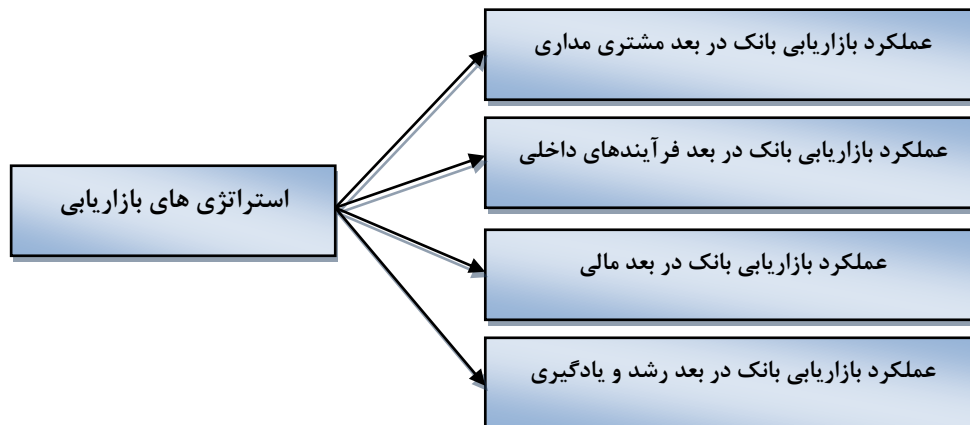 عملکرد بازاریابی بانک در بعد مشتری مداری
عملکرد بازاریابی بانک در بعد فرآیندهای داخلی
استراتژی های بازاریابی
عملکرد بازاریابی بانک در بعد مالی
عملکرد بازاریابی بانک در بعد رشد و یادگیری